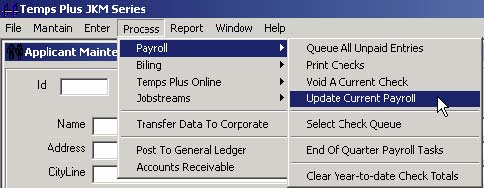 Temps Plus JKM Series
File Mantain Enter Process Report Window Help
Applicant Mainte
Payroll
Billing
Temps Plus Online
Jobstreams
Transfer Data To Corporate
Post To General Ledger
Accounts Receivable
Queue All Unpaid Entries
Print Checks
Void A Current Check
Update Current Payroll
Select Check Queue
End Of Quarter Payroll Tasks
Clear Year-to-date Check Totals
Id
Name
Address
CityLine